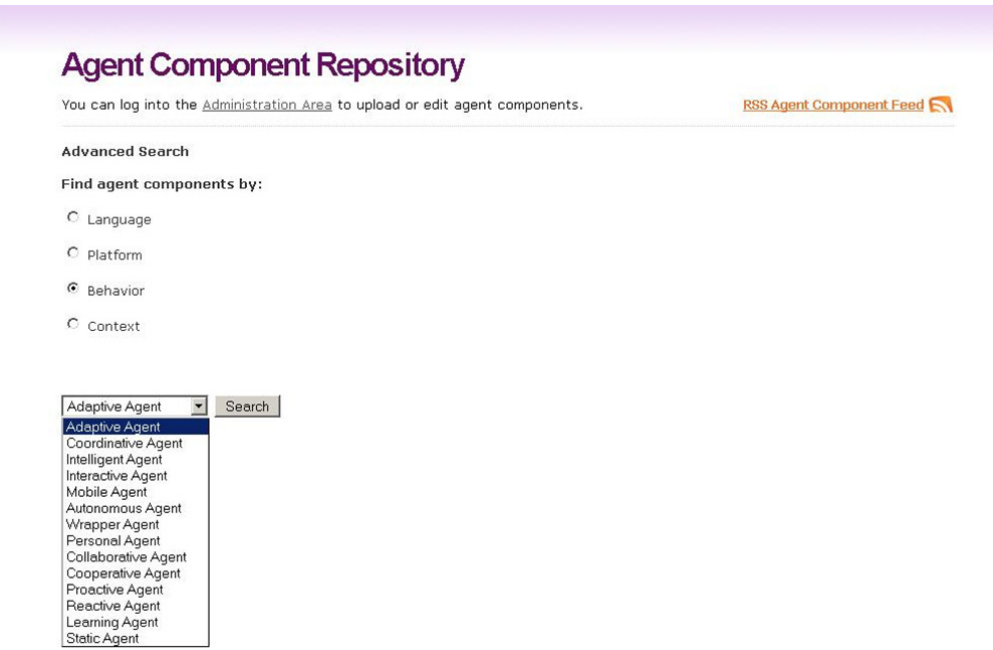 Agent Component Repository
You can log into the Administration Area to upload or edit agent components.
RSS Agent Component Feed
Advanced Search
Find agent components by:
Language
Platform
Behavior
Context
Adaptive Agent
Search
Adaptive Agent
Coordinative Agent
Intelligent Agent
Interactive Agent
Mobile Agent
Autonomous Agent
Wrapper Agent
Personal Agent
Collaborative Agent
Cooperative Agent
Proactive Agent
Reactive Agent
Learning Agent
Static Agent